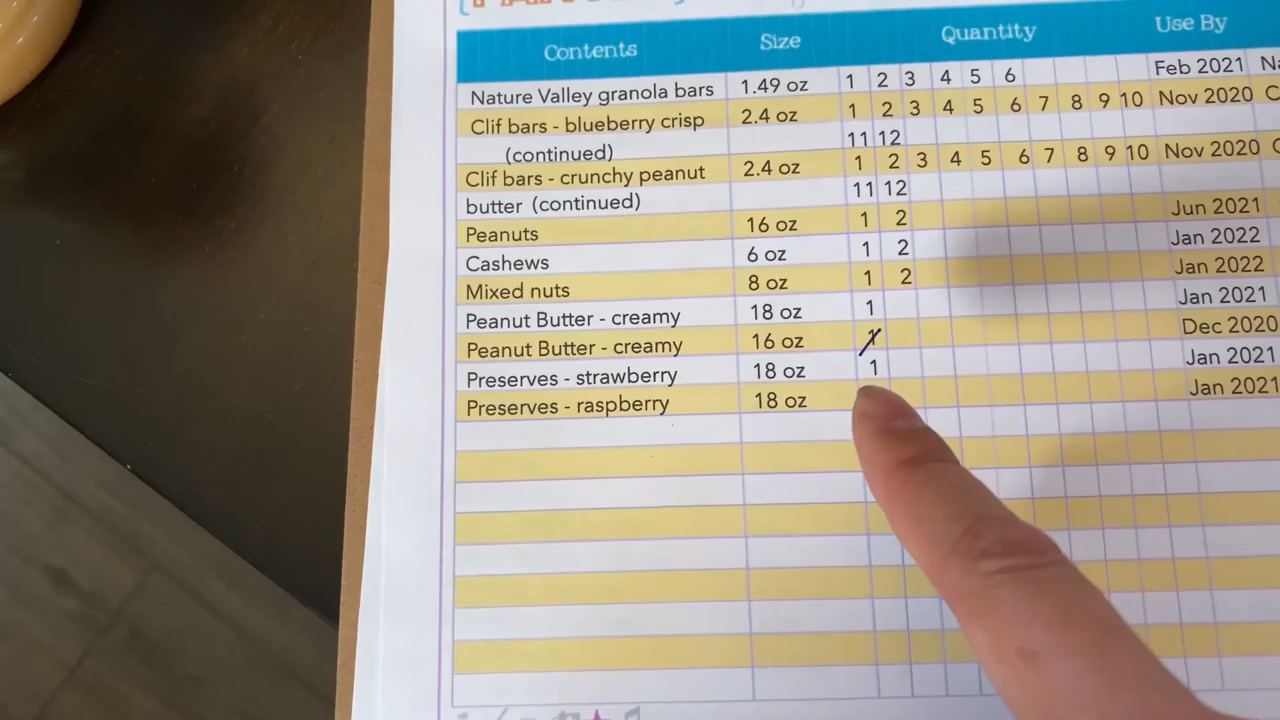 Contents Size Quantity Use By
Nature Valley granola bars 1.49 oz 1 2 3 4 5 6 Feb 2021
Clif bars - blueberry crisp 2.4 oz 1 2 3 4 5 6 7 8 9 10 Nov 2020
(continued) 11 12
Clif bars - crunchy peanut 2.4 oz 1 2 3 4 5 6 7 8 9 10 Nov 2020
butter (continued) 11 12
Peanuts 16 oz 1 2 Jun 2021
Cashews 6 oz 1 2 Jan 2022
Mixed nuts 8 oz 1 2 Jan 2022
Peanut Butter - creamy 18 oz 1 Jan 2021
Peanut Butter - creamy 16 oz 1 Dec 2020
Preserves - strawberry 18 oz 1 Jan 2021
Preserves - raspberry 18 oz Jan 2021